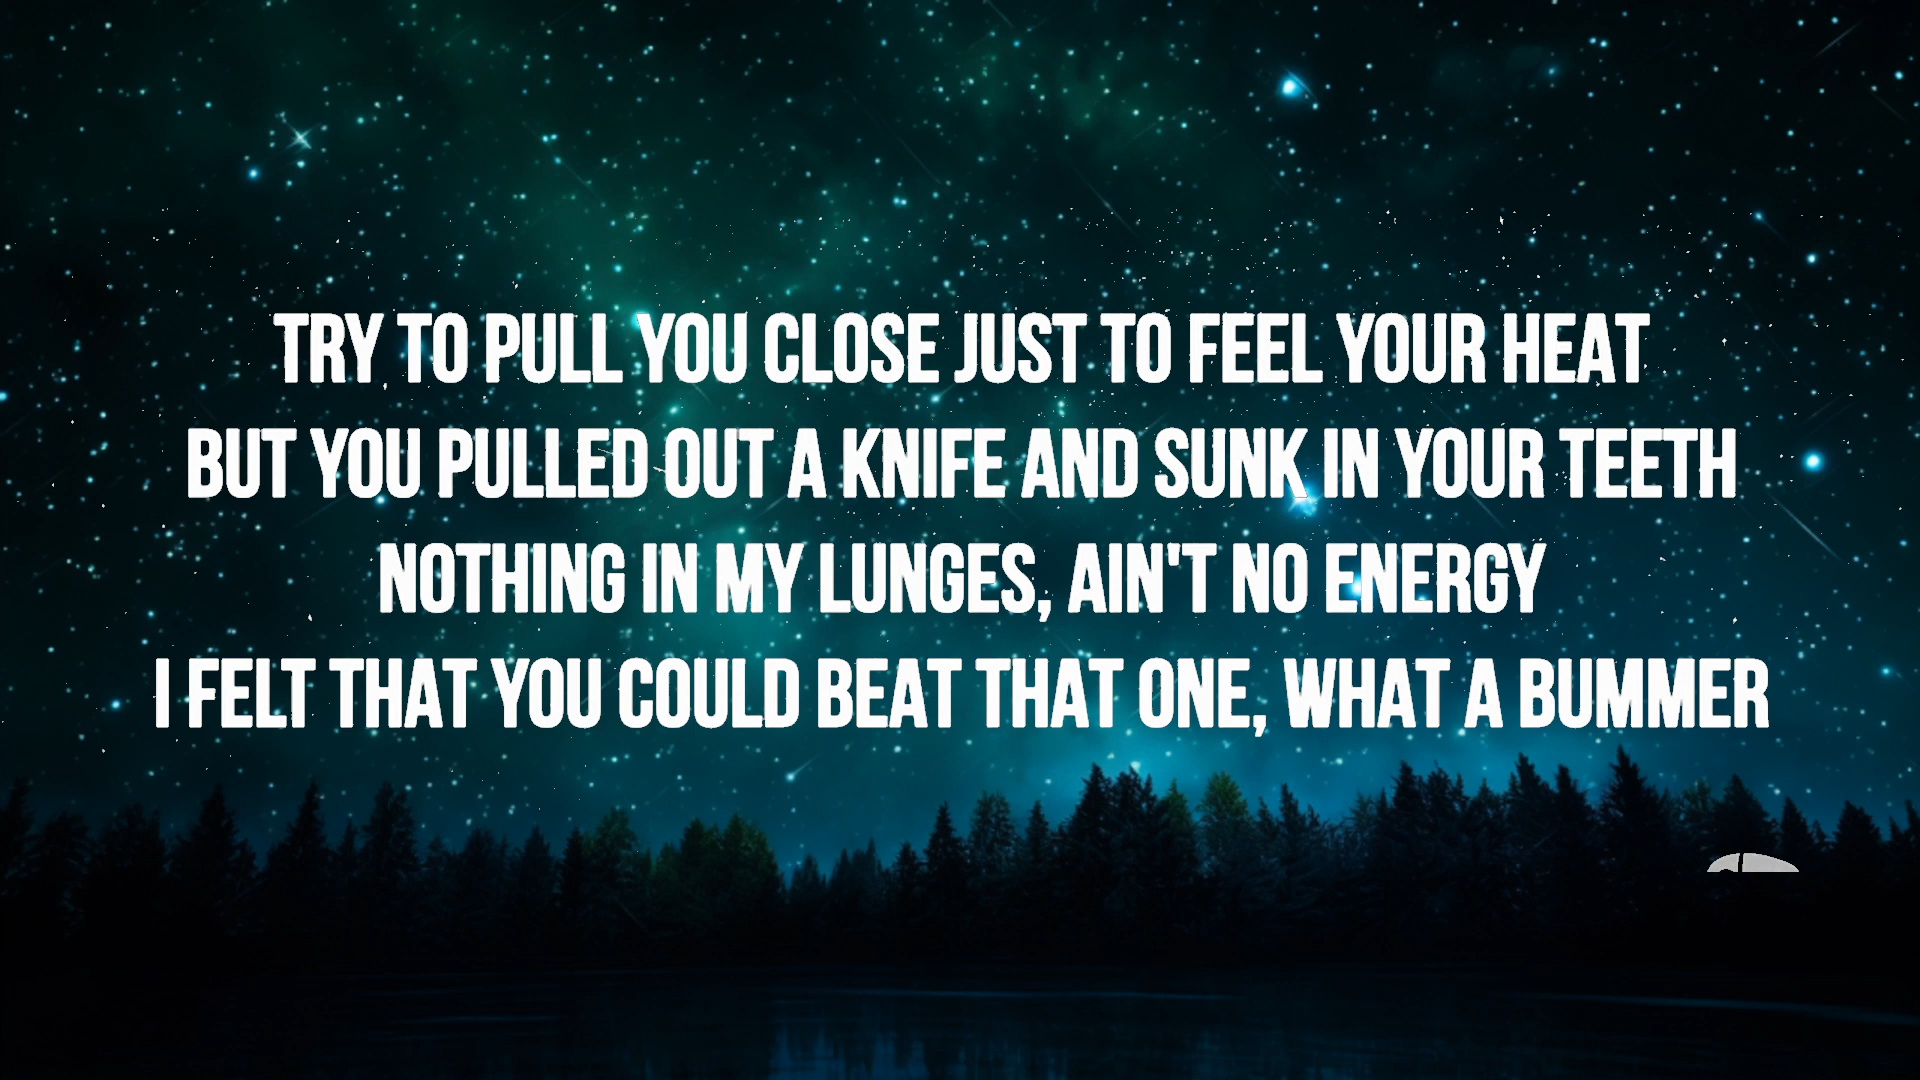 TRY TO PULL YOU CLOSE JUST TO FEEL YOUR HEAT
BUT YOU PULLED OUT A KNIFE AND SUNK IN YOUR TEETH
NOTHING IN MY LUNGES, AIN'T NO ENERGY
I FELT THAT YOU COULD BEAT THAT ONE, WHAT A BUMMER